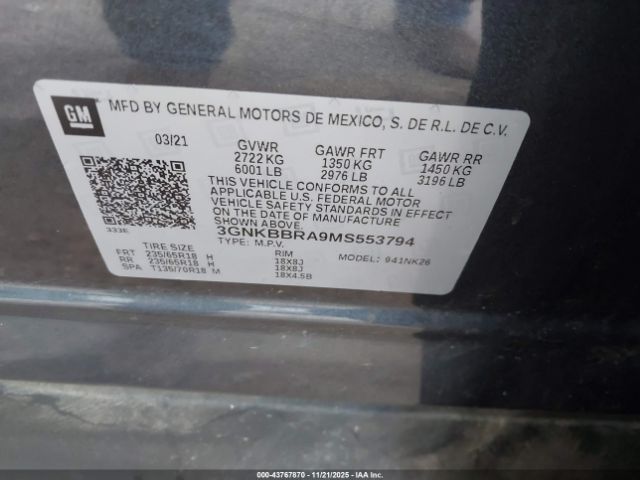 GM
MFD BY GENERAL MOTORS DE MEXICO, S. DE R.L. DE C.V.
03/21 GVWR GAWR FRT GAWR RR
2722 KG 1350 KG 1450 KG
6001 LB 2976 LB 3196 LB
THIS VEHICLE CONFORMS TO ALL
APPLICABLE U.S. FEDERAL MOTOR
VEHICLE SAFETY STANDARDS IN EFFECT
ON THE DATE OF MANUFACTURE
SHOWN ABOVE.
333E 3GNKBBRA9MS553794
TYPE: M.P.V. MODEL: 941NK26
TIRE SIZE RIM
FRT 235/65R18 H 18X8J
RR 235/65R18 H 18X8J
SPA T135/70R18 M 18X4.5B
000-43767870 - 11/21/2025 - IAAI, Inc.